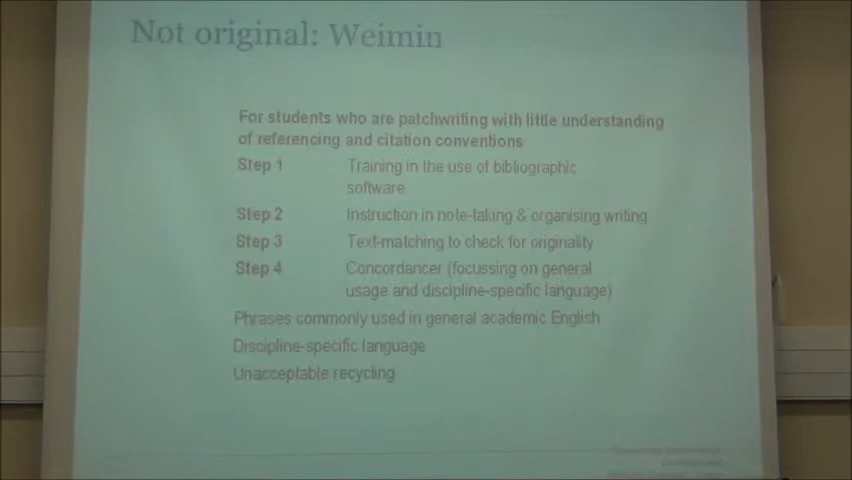 Not original: Weimin
For students who are patchwriting with little understanding
of referencing and citation conventions
Step 1 Training in the use of bibliographic
software
Step 2 Instruction in note-taking & organising writing
Step 3 Text-matching to check for originality
Step 4 Concordancer (focussing on general
usage and discipline-specific language)
Phrases commonly used in general academic English
Discipline-specific language
Unacceptable recycling